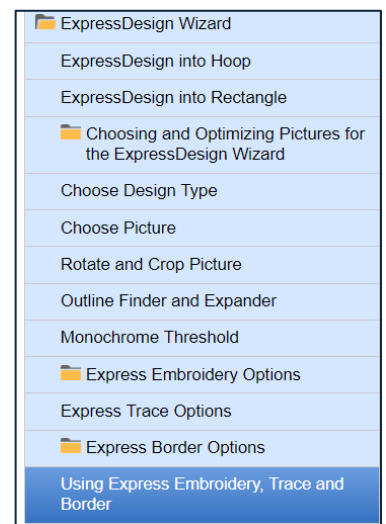 ExpressDesign Wizard
ExpressDesign into Hoop
ExpressDesign into Rectangle
Choosing and Optimizing Pictures for
the ExpressDesign Wizard
Choose Design Type
Choose Picture
Rotate and Crop Picture
Outline Finder and Expander
Monochrome Threshold
Express Embroidery Options
Express Trace Options
Express Border Options
Using Express Embroidery, Trace and
Border